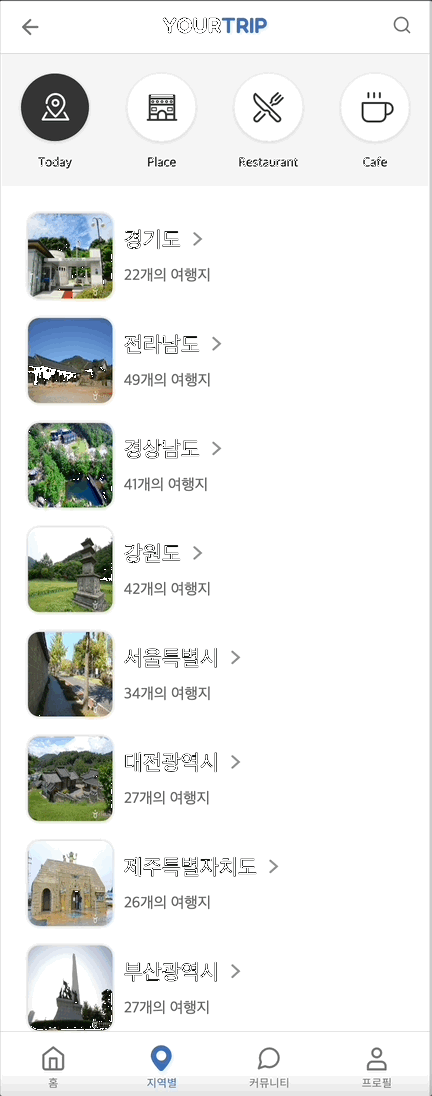 YOURTRIP
Today
Place
Restaurant
Cafe
경기도
22개의 여행지
전라남도
49개의 여행지
경상남도
41개의 여행지
강원도
42개의 여행지
서울특별시
34개의 여행지
대전광역시
27개의 여행지
제주특별자치도
26개의 여행지
부산광역시
27개의 여행지
홈
지역별
커뮤니티
프로필